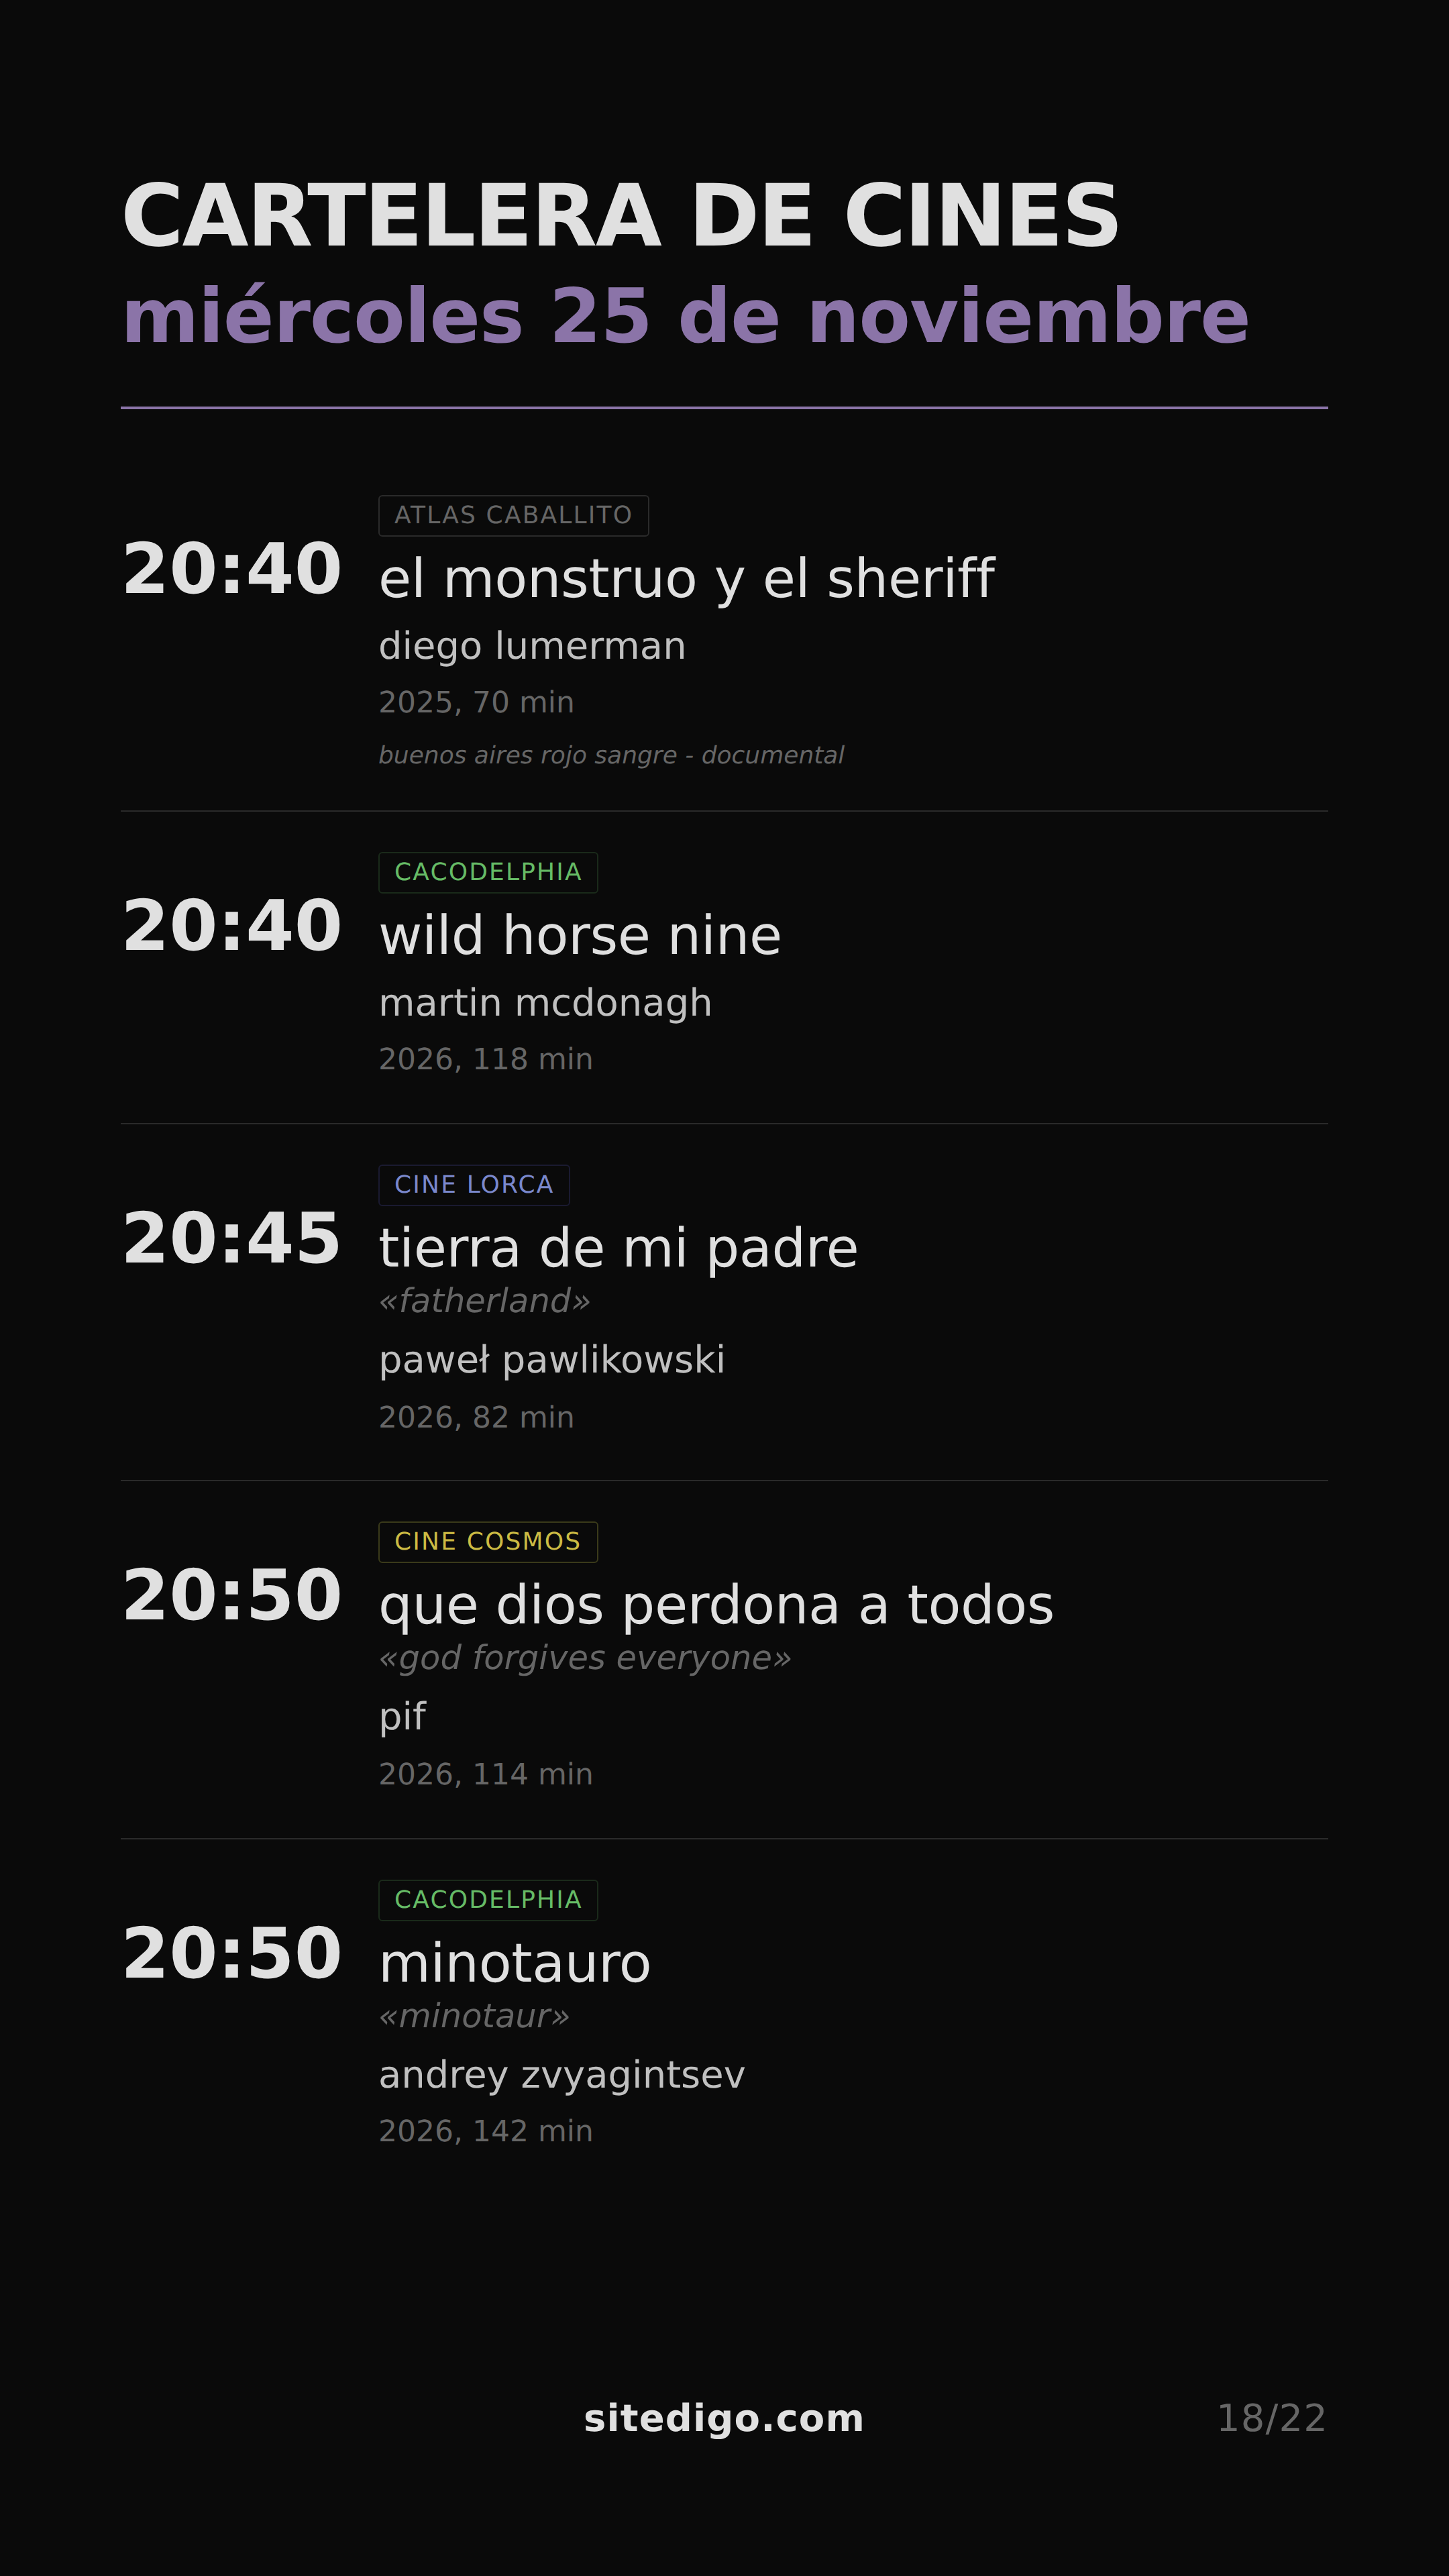 CARTELERA DE CINES
miércoles 25 de noviembre
ATLAS CABALLITO
20:40
el monstruo y el sheriff
diego lumerman
2025, 70 min
buenos aires rojo sangre - documental
CACODELPHIA
20:40
wild horse nine
martin mcdonagh
2026, 118 min
CINE LORCA
20:45
tierra de mi padre
«fatherland»
paweł pawlikowski
2026, 82 min
CINE COSMOS
20:50
que dios perdona a todos
«god forgives everyone»
pif
2026, 114 min
CACODELPHIA
20:50
minotauro
«minotaur»
andrey zvyagintsev
2026, 142 min
sitedigo.com
18/22